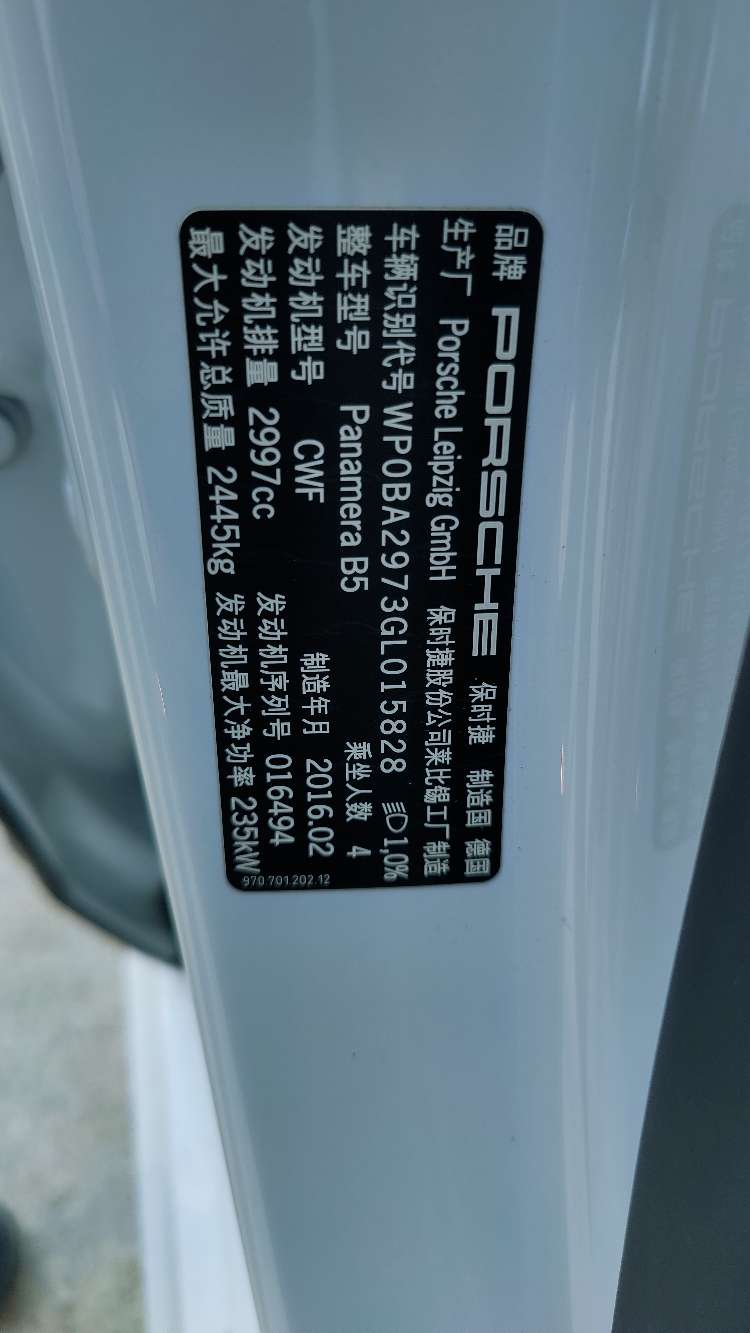 品牌 PORSCHE 保时捷 制造国 德国
生产厂 Porsche Leipzig GmbH 保时捷股份公司莱比锡工厂制造
车辆识别代号 WP0BA2973GL015828 1,0%
整车型号 Panamera B5 乘坐人数 4
发动机型号 CWF 制造年月 2016.02
发动机排量 2997cc 发动机序列号 016494
最大允许总质量 2445kg 发动机最大净功率 235kW
970.701.202.12